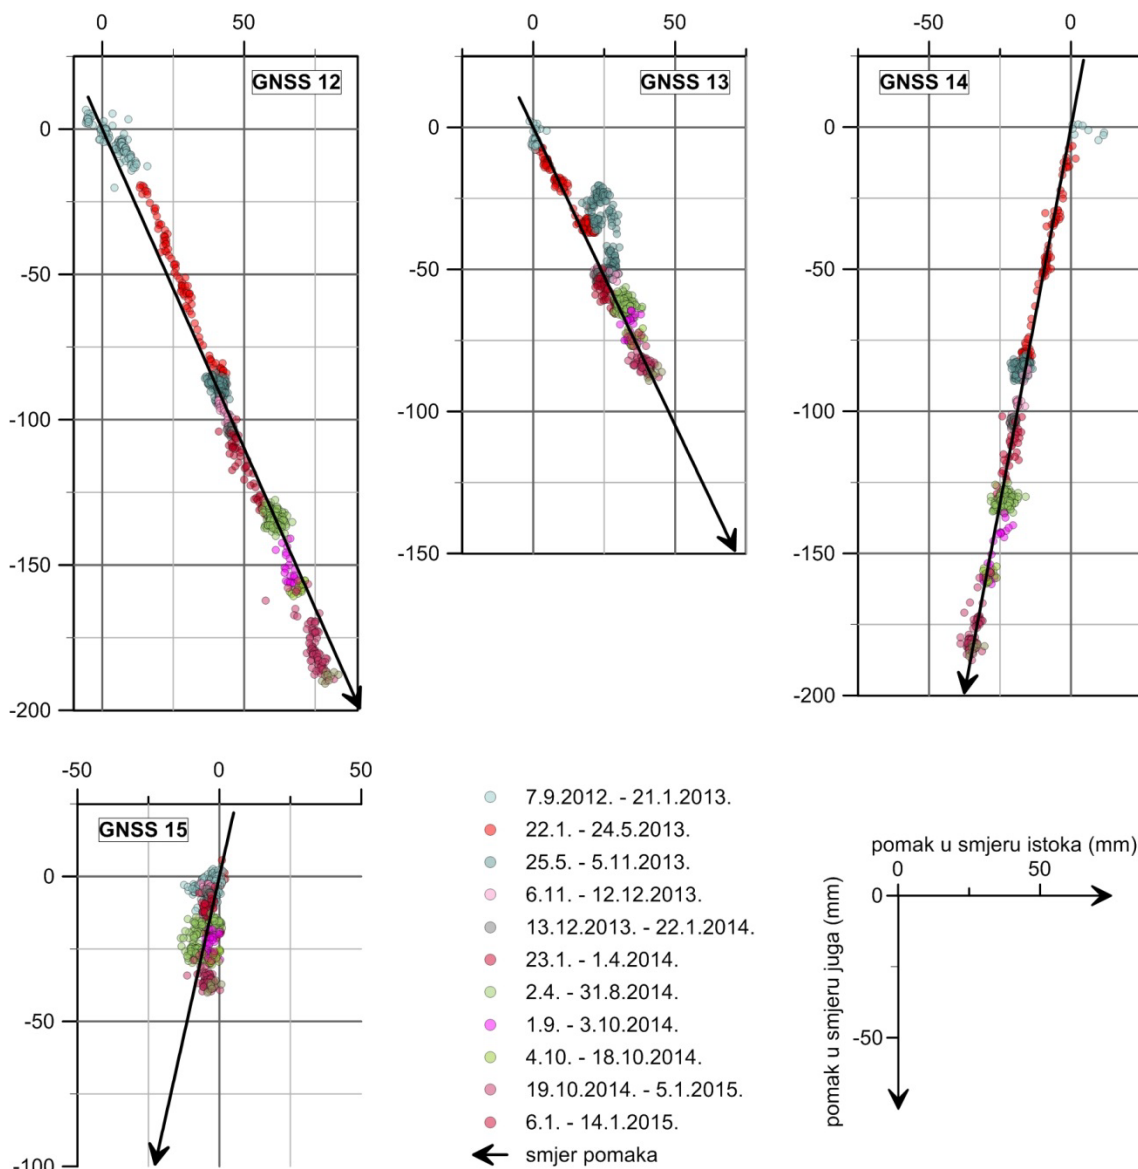 0 50
GNSS 12
0
-50
-100
-150
-200
0 50
GNSS 13
0
-50
-100
-150
-50 0
GNSS 14
0
-50
-100
-150
-200
-50 0 50
GNSS 15
0
-50
-100
7.9.2012. - 21.1.2013.
22.1. - 24.5.2013.
25.5. - 5.11.2013.
6.11. - 12.12.2013.
13.12.2013. - 22.1.2014.
23.1. - 1.4.2014.
2.4. - 31.8.2014.
1.9. - 3.10.2014.
4.10. - 18.10.2014.
19.10.2014. - 5.1.2015.
6.1. - 14.1.2015.
smjer pomaka
pomak u smjeru istoka (mm)
0 50
0
-50
pomak u smjeru juga (mm)